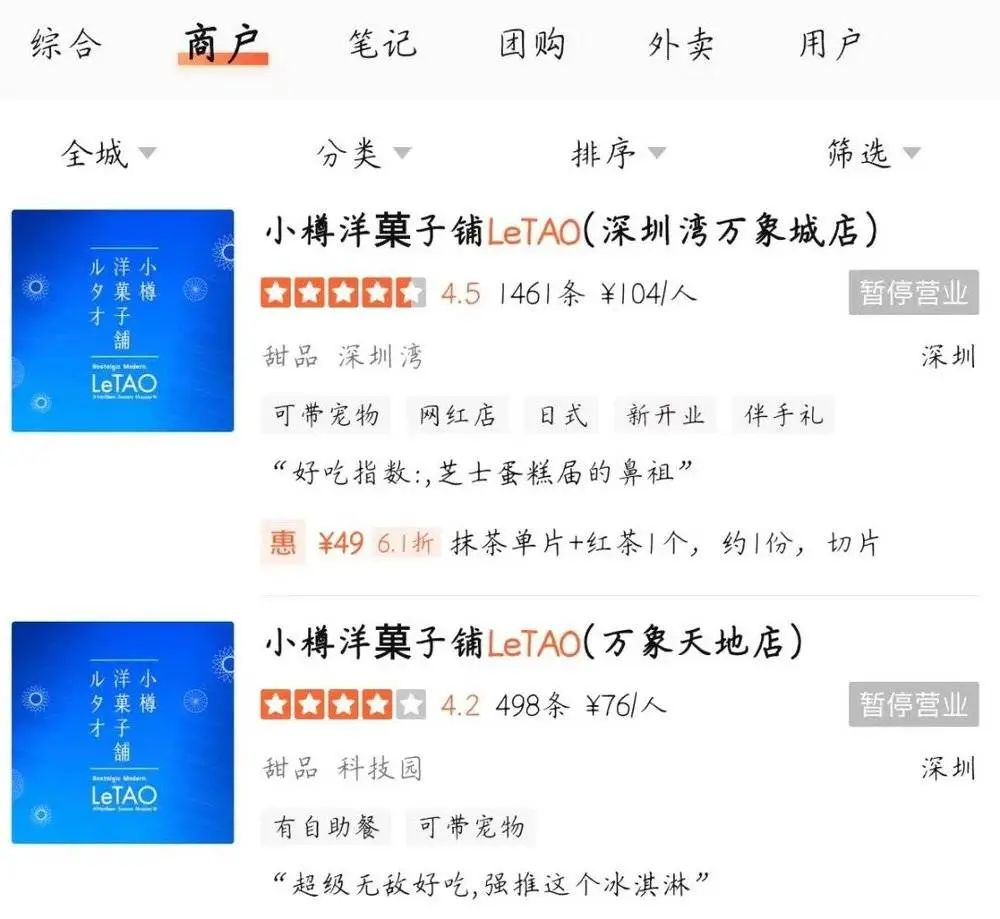 综合 商户 笔记 团购 外卖 用户
全城 分类 排序 筛选
小樽
洋菓子舗
ルタオ
Nostalgic Modern.
LeTAO
小樽洋菓子铺LeTAO(深圳湾万象城店)
4.5 1461条 ¥104/人 暂停营业
甜品 深圳湾 深圳
可带宠物 网红店 日式 新开业 伴手礼
“好吃指数:,芝士蛋糕届的鼻祖”
惠 ¥49 6.1折 抹茶单片+红茶1个，约1份，切片
小樽
洋菓子舗
ルタオ
Nostalgic Modern.
LeTAO
小樽洋菓子铺LeTAO(万象天地店)
4.2 498条 ¥76/人 暂停营业
甜品 科技园 深圳
有自助餐 可带宠物
“超级无敌好吃,强推这个冰淇淋”